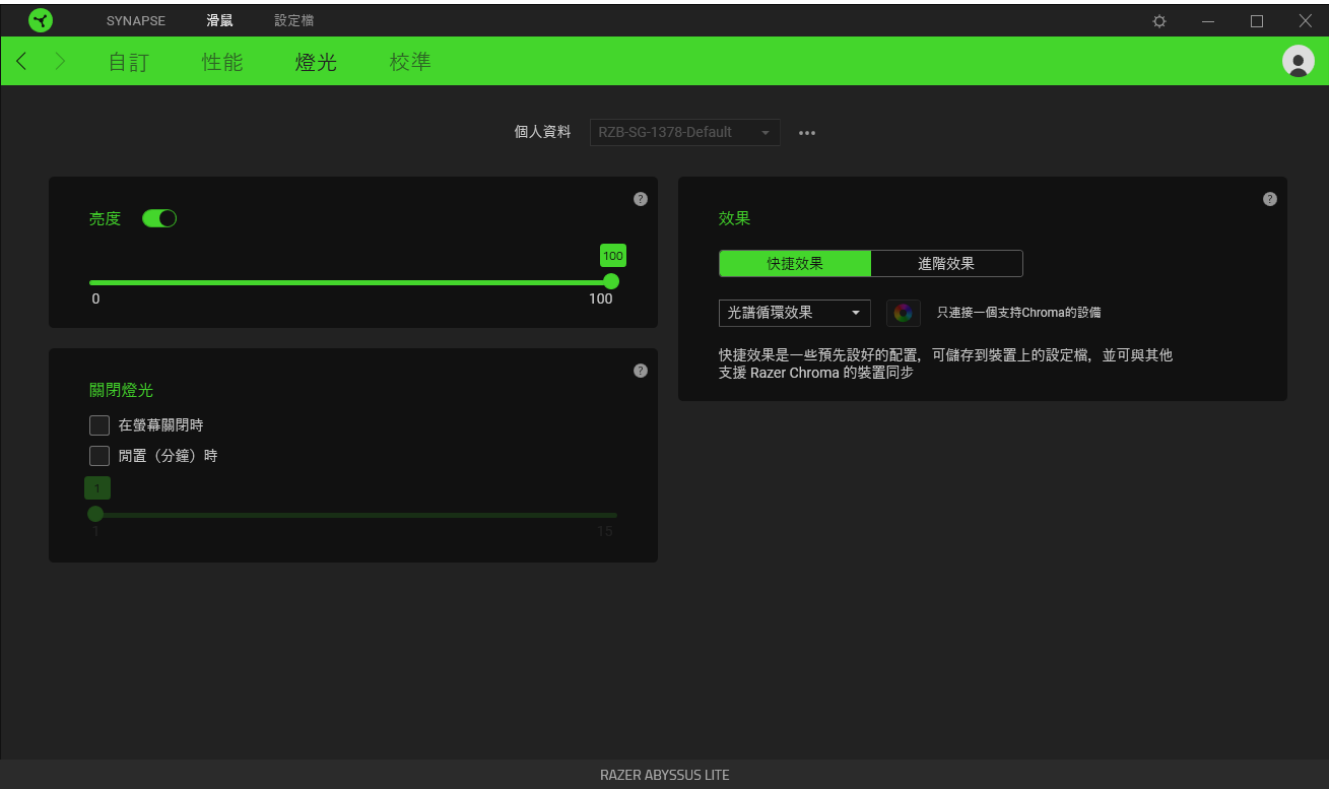 SYNAPSE 滑鼠 設定檔
自訂 性能 燈光 校準
個人資料 RZB-SG-1378-Default
亮度
100
0 100
關閉燈光
在螢幕關閉時
閒置（分鐘）時
1
1 15
效果
快捷效果 進階效果
光譜循環效果 只連接一個支持Chroma的設備
快捷效果是一些預先設好的配置，可儲存到裝置上的設定檔，並可與其他
支援 Razer Chroma 的裝置同步
RAZER ABYSSUS LITE